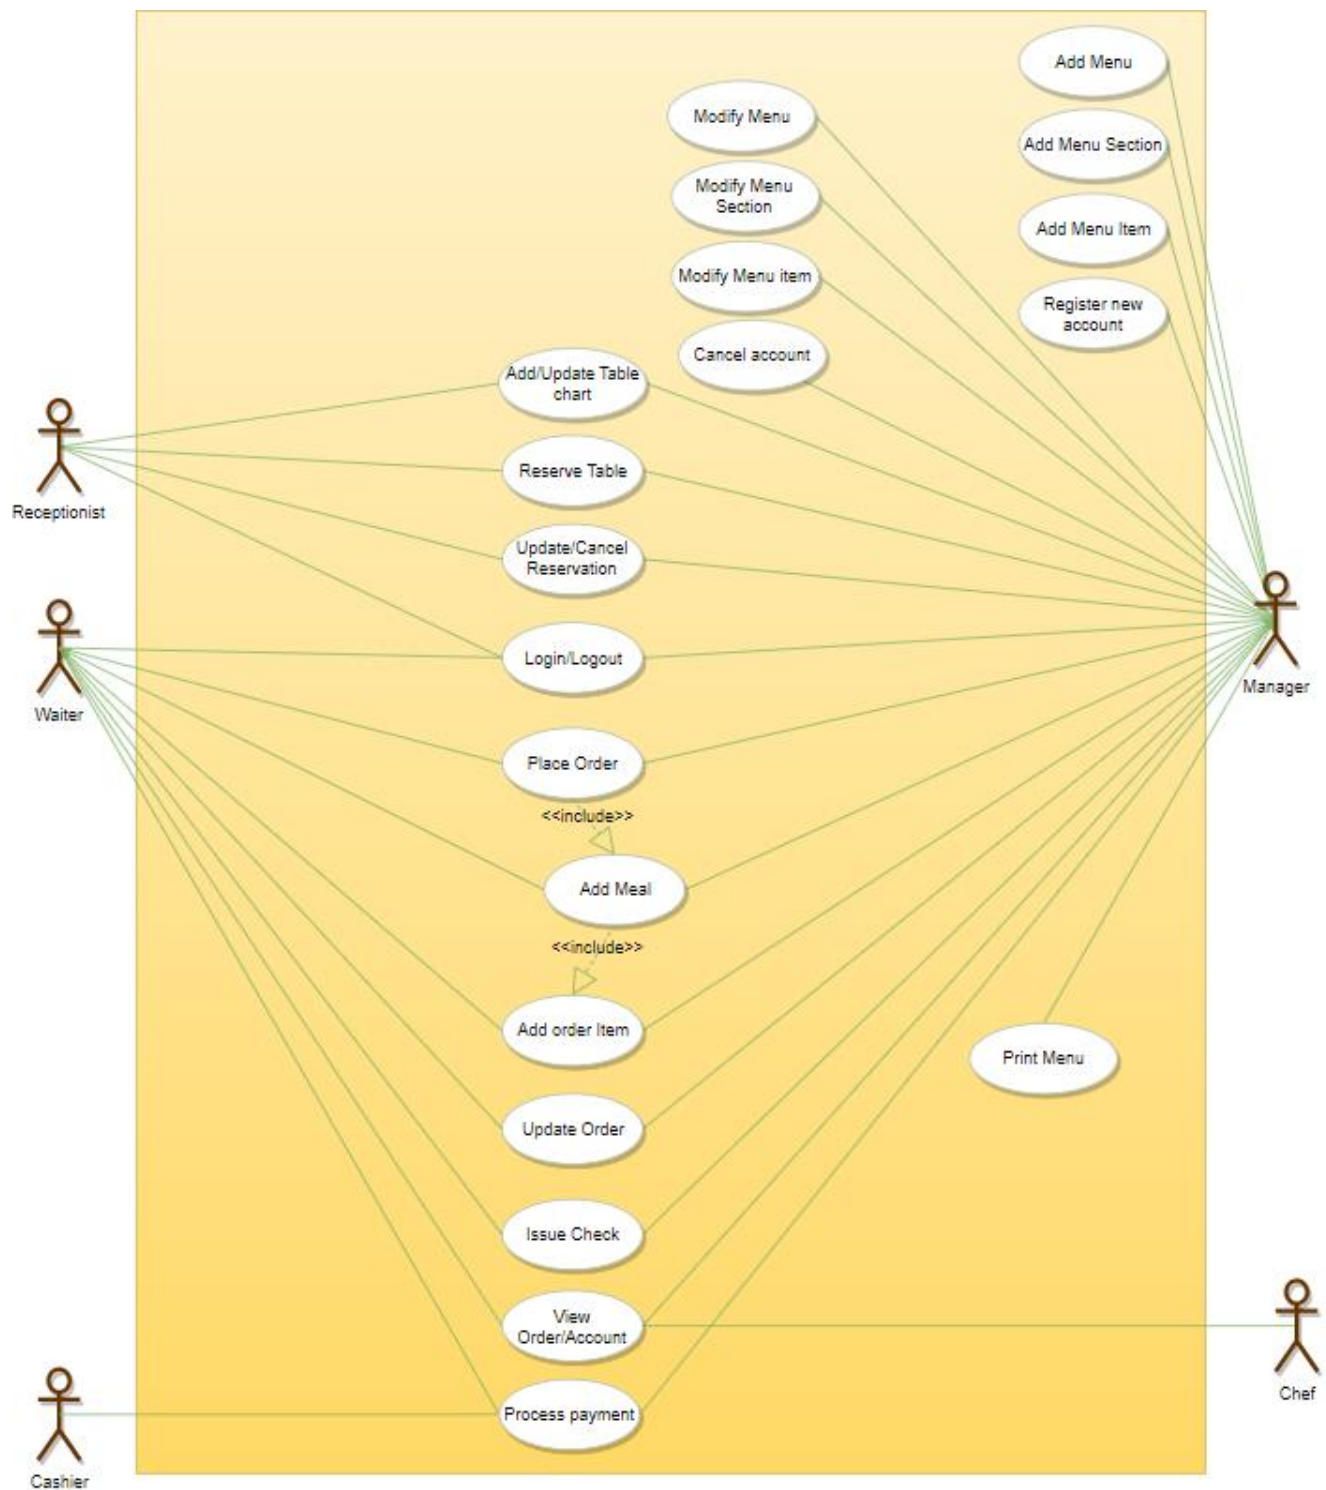 Add Menu
Modify Menu
Add Menu Section
Modify Menu
Section
Add Menu Item
Modify Menu item
Register new
account
Cancel account
Add/Update Table
chart
Receptionist
Reserve Table
Update/Cancel
Reservation
Login/Logout
Manager
Waiter
Place Order
<<include>>
Add Meal
<<include>>
Add order Item
Print Menu
Update Order
Issue Check
View
Order/Account
Chef
Process payment
Cashier